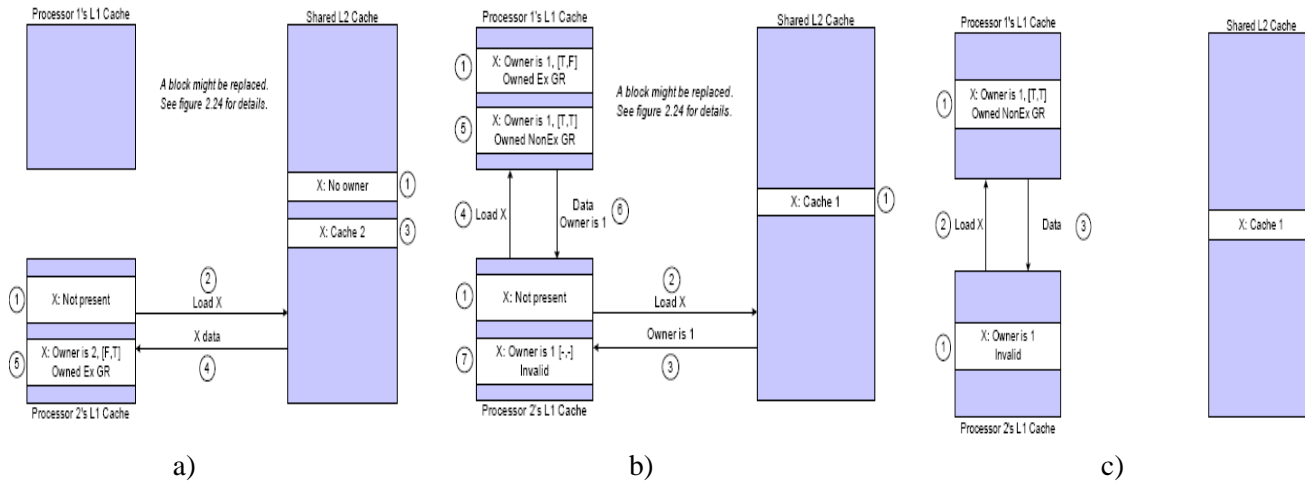 Processor 1's L1 Cache
Shared L2 Cache
A block might be replaced.
See figure 2.24 for details.
X: No owner
1
X: Cache 2
3
1
X: Not present
2
Load X
X data
4
5
X: Owner is 2, [F,T]
Owned Ex GR
Processor 2's L1 Cache
a)
Processor 1's L1 Cache
Shared L2 Cache
1
X: Owner is 1, [T,F]
Owned Ex GR
5
X: Owner is 1, [T,T]
Owned NonEx GR
A block might be replaced.
See figure 2.24 for details.
X: Cache 1
1
4
Load X
Data
Owner is 1
6
1
X: Not present
2
Load X
Owner is 1
3
7
X: Owner is 1 [-.-]
Invalid
Processor 2's L1 Cache
b)
Processor 1's L1 Cache
Shared L2 Cache
1
X: Owner is 1, [T,T]
Owned NonEx GR
2
Load X
Data
3
X: Cache 1
1
X: Owner is 1
Invalid
Processor 2's L1 Cache
c)